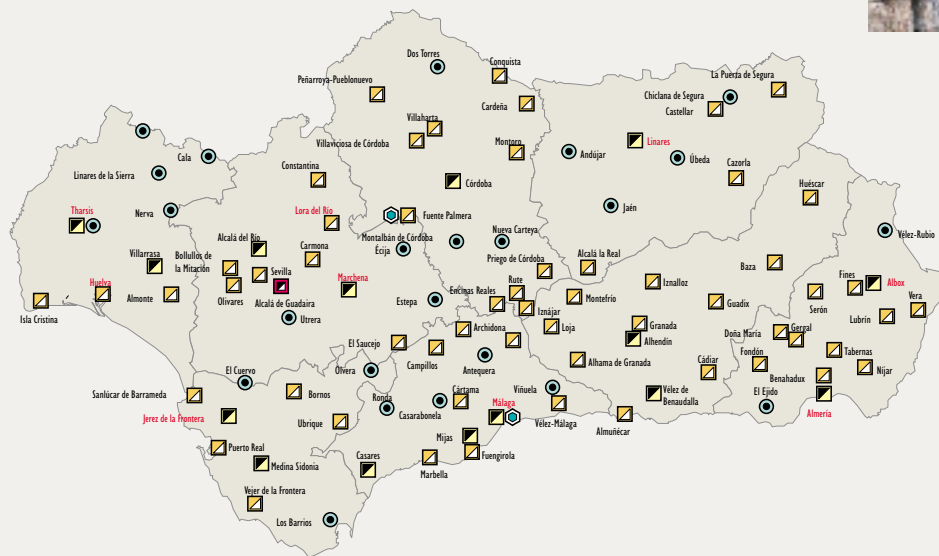 Dos Torres
Conquista
La Puerza de Segura
Peñarroya-Pueblonuevo
Chiclana de Segura
Cardeña
Castellar
Villaharta
Villaviciosa de Córdoba
Montoro
Linares
Andújar
Úbeda
Cala
Linares de la Sierra
Constantina
Cazorla
Córdoba
Huéscar
Tharsis
Nerva
Lora del Río
Fuente Palmera
Jaén
Vélez-Rubio
Alcalá del Río
Montalbán de Córdoba
Nueva Carteya
Écija
Villarrasa
Bollullos de
la Mitación
Carmona
Priego de Córdoba
Alcalá la Real
Baza
Sevilla
Marchena
Rute
Iznalloz
Fines
Albox
Huelva
Almonte
Olivares
Alcalá de Guadaira
Estepa
Encinas Reales
Montefrío
Guadix
Serón
Vera
Isla Cristina
Utrera
Iznájar
Loja
Granada
Lubrín
Archidona
Alhendín
Doña María
Gergal
El Saucejo
Campillos
Alhama de Granada
Fondón
Tabernas
Antequera
Cádiar
Benahadux
Níjar
El Cuervo
Olvera
Sanlúcar de Barrameda
Bornos
Ronda
Cártama
Viñuela
Vélez de
Benaudalla
El Ejido
Jerez de la Frontera
Casarabonela
Málaga
Vélez-Málaga
Almuñécar
Almería
Ubrique
Mijas
Puerto Real
Fuengirola
Medina Sidonia
Casares
Marbella
Vejer de la Frontera
Los Barrios